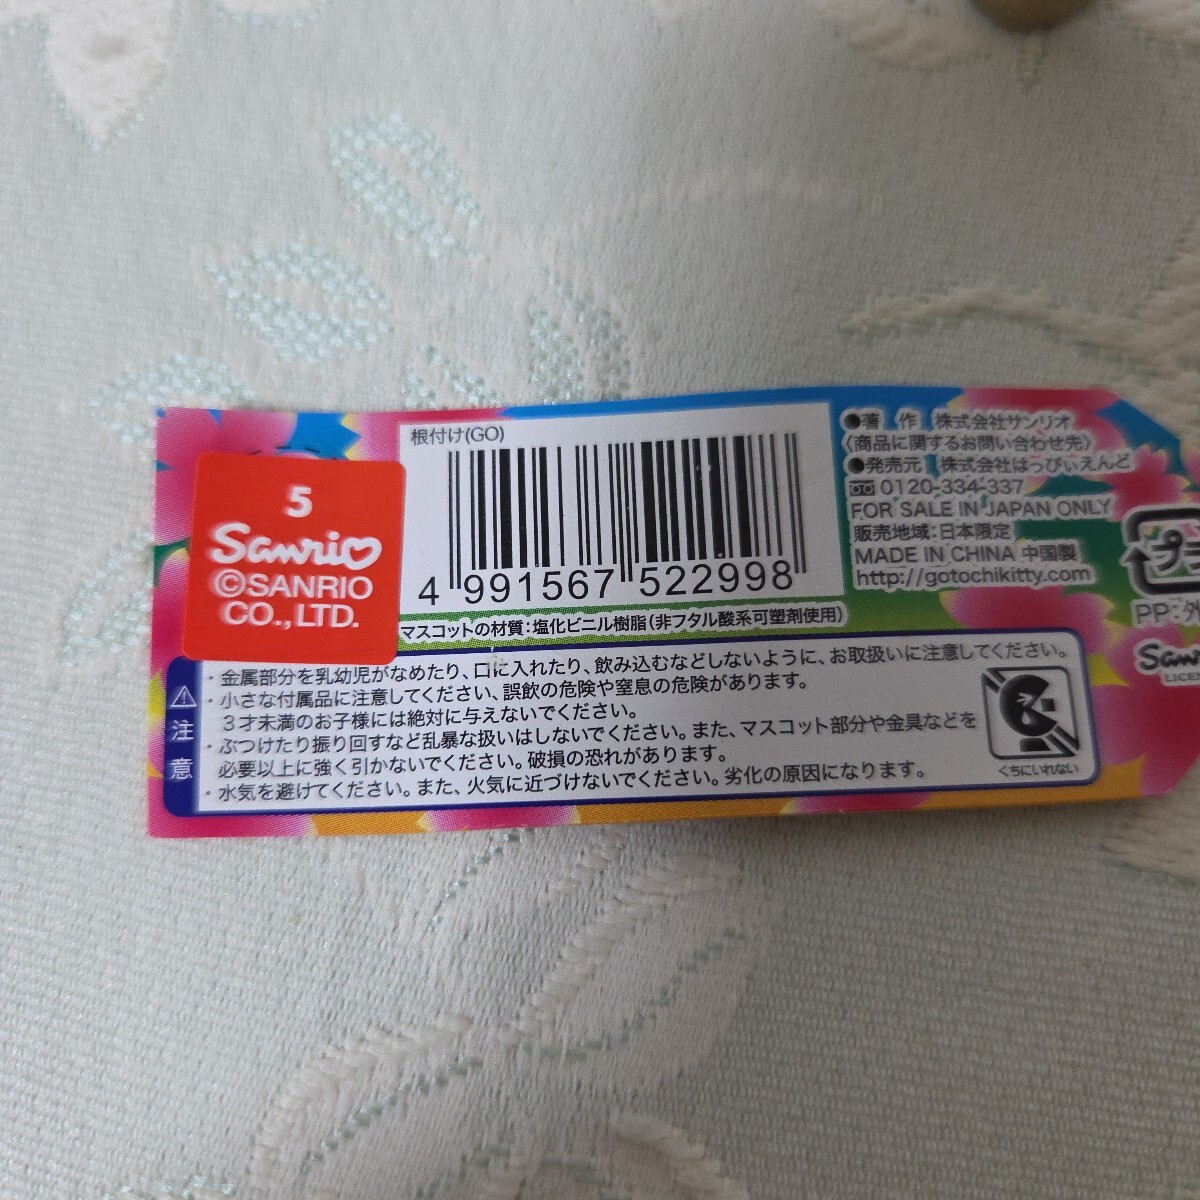 5
Sanrio
©SANRIO
CO.,LTD.
根付け(GO)
4 991567 522998
マスコットの材質:塩化ビニル樹脂(非フタル酸系可塑剤使用)
●著 作 株式会社サンリオ
〈商品に関するお問い合わせ先〉
●発売元 株式会社はっぴぃえんど
0120-334-337
FOR SALE IN JAPAN ONLY
販売地域:日本限定
MADE IN CHINA 中国製
http://gotochikitty.com
プラ
PP:外
San
LICEN
⚠注意
・金属部分を乳幼児がなめたり、口に入れたり、飲み込むなどしないように、お取扱いに注意してください。
・小さな付属品に注意してください、誤飲の危険や窒息の危険があります。
3才未満のお子様には絶対に与えないでください。
・ぶつけたり振り回すなど乱暴な扱いはしないでください。また、マスコット部分や金具などを
必要以上に強く引かないでください。破損の恐れがあります。
・水気を避けてください。また、火気に近づけないでください。劣化の原因になります。
くちにいれない